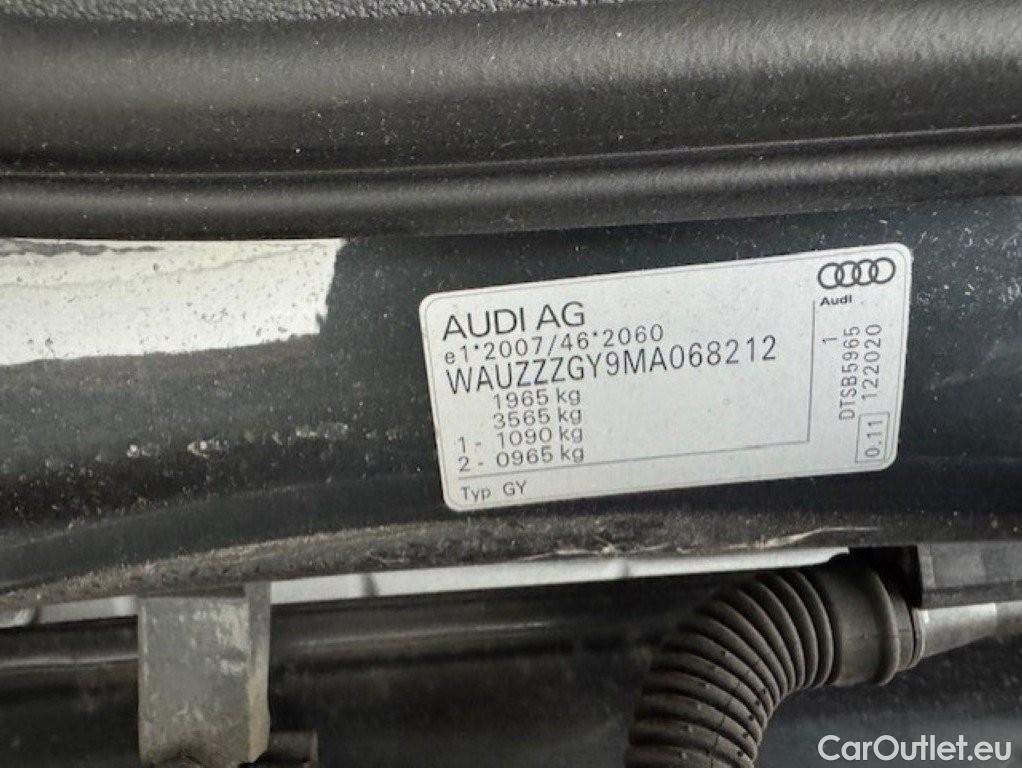 AUDI AG
e1*2007/46*2060
WAUZZZGY9MA068212
1965 kg
3565 kg
1 - 1090 kg
2 - 0965 kg
Typ GY
Audi
DTSB5965 1
0.11 122020
CarOutlet.eu